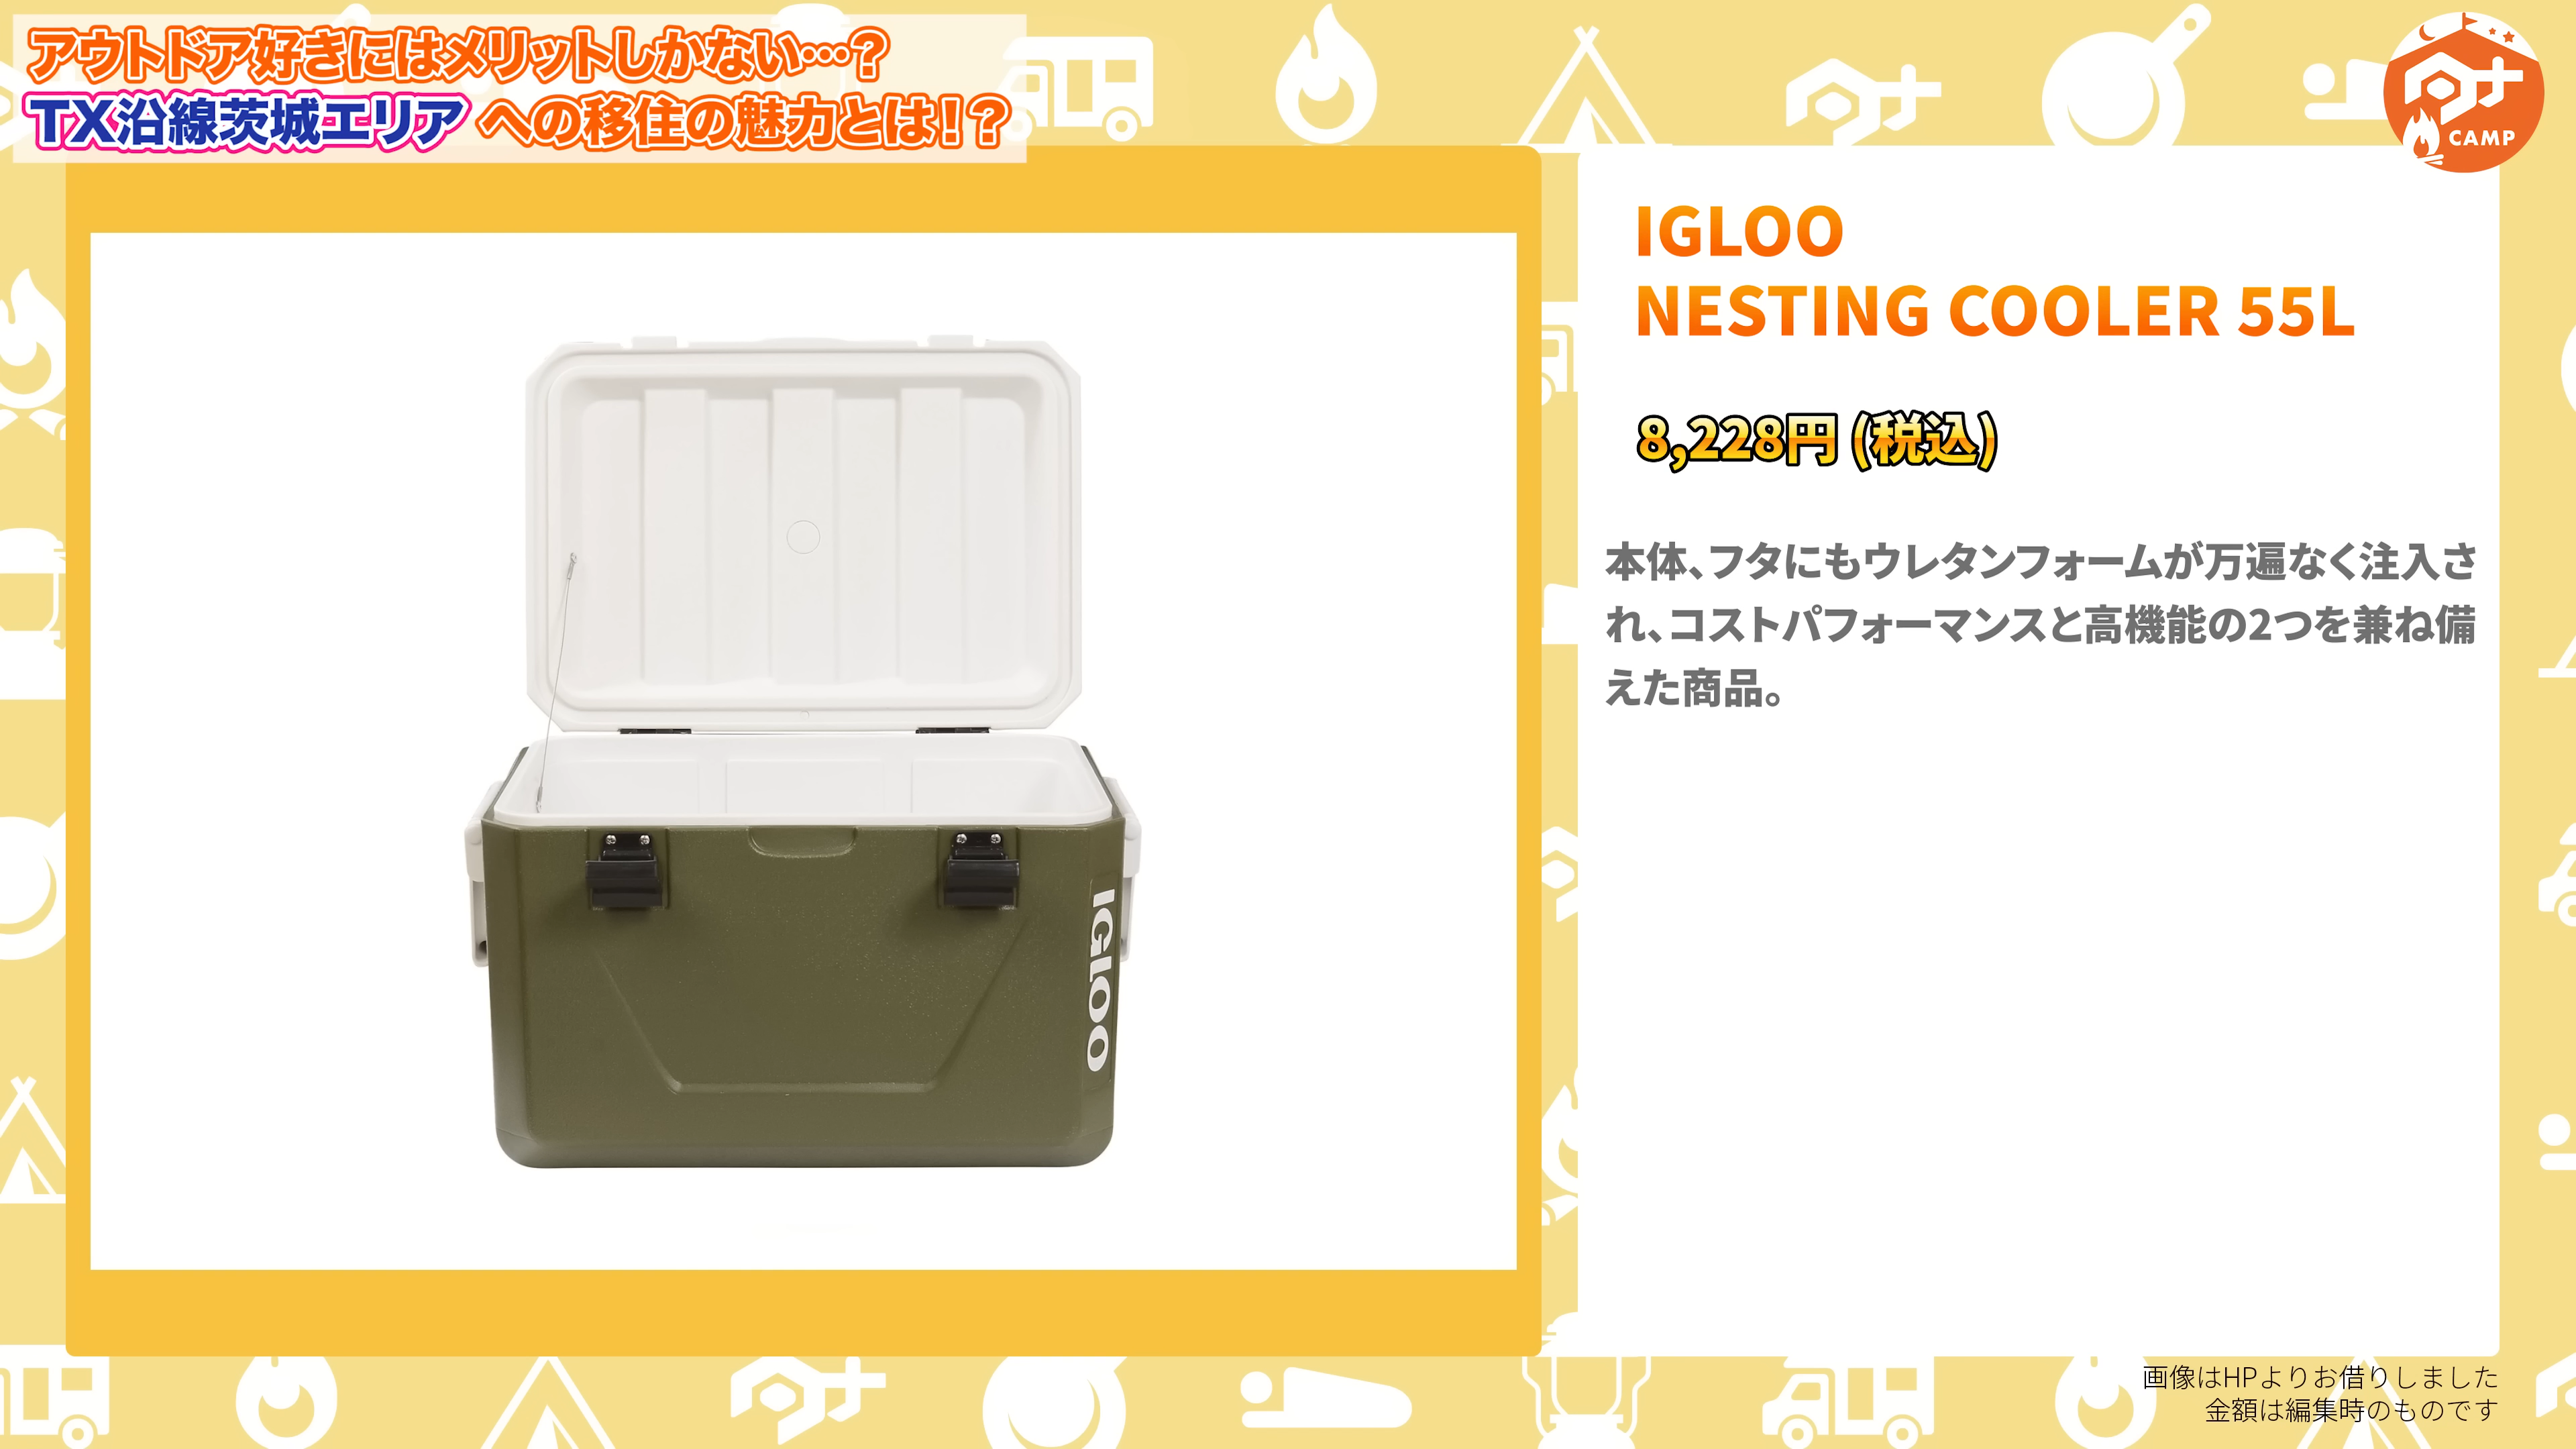 アウトドア好きにはメリットしかない…?
TX沿線茨城エリアへの移住の魅力とは!?
CAMP
IGLOO
NESTING COOLER 55L
8,228円 (税込)
本体、フタにもウレタンフォームが万遍なく注入さ
れ、コストパフォーマンスと高機能の2つを兼ね備
えた商品。
IGLOO
画像はHPよりお借りしました
金額は編集時のものです